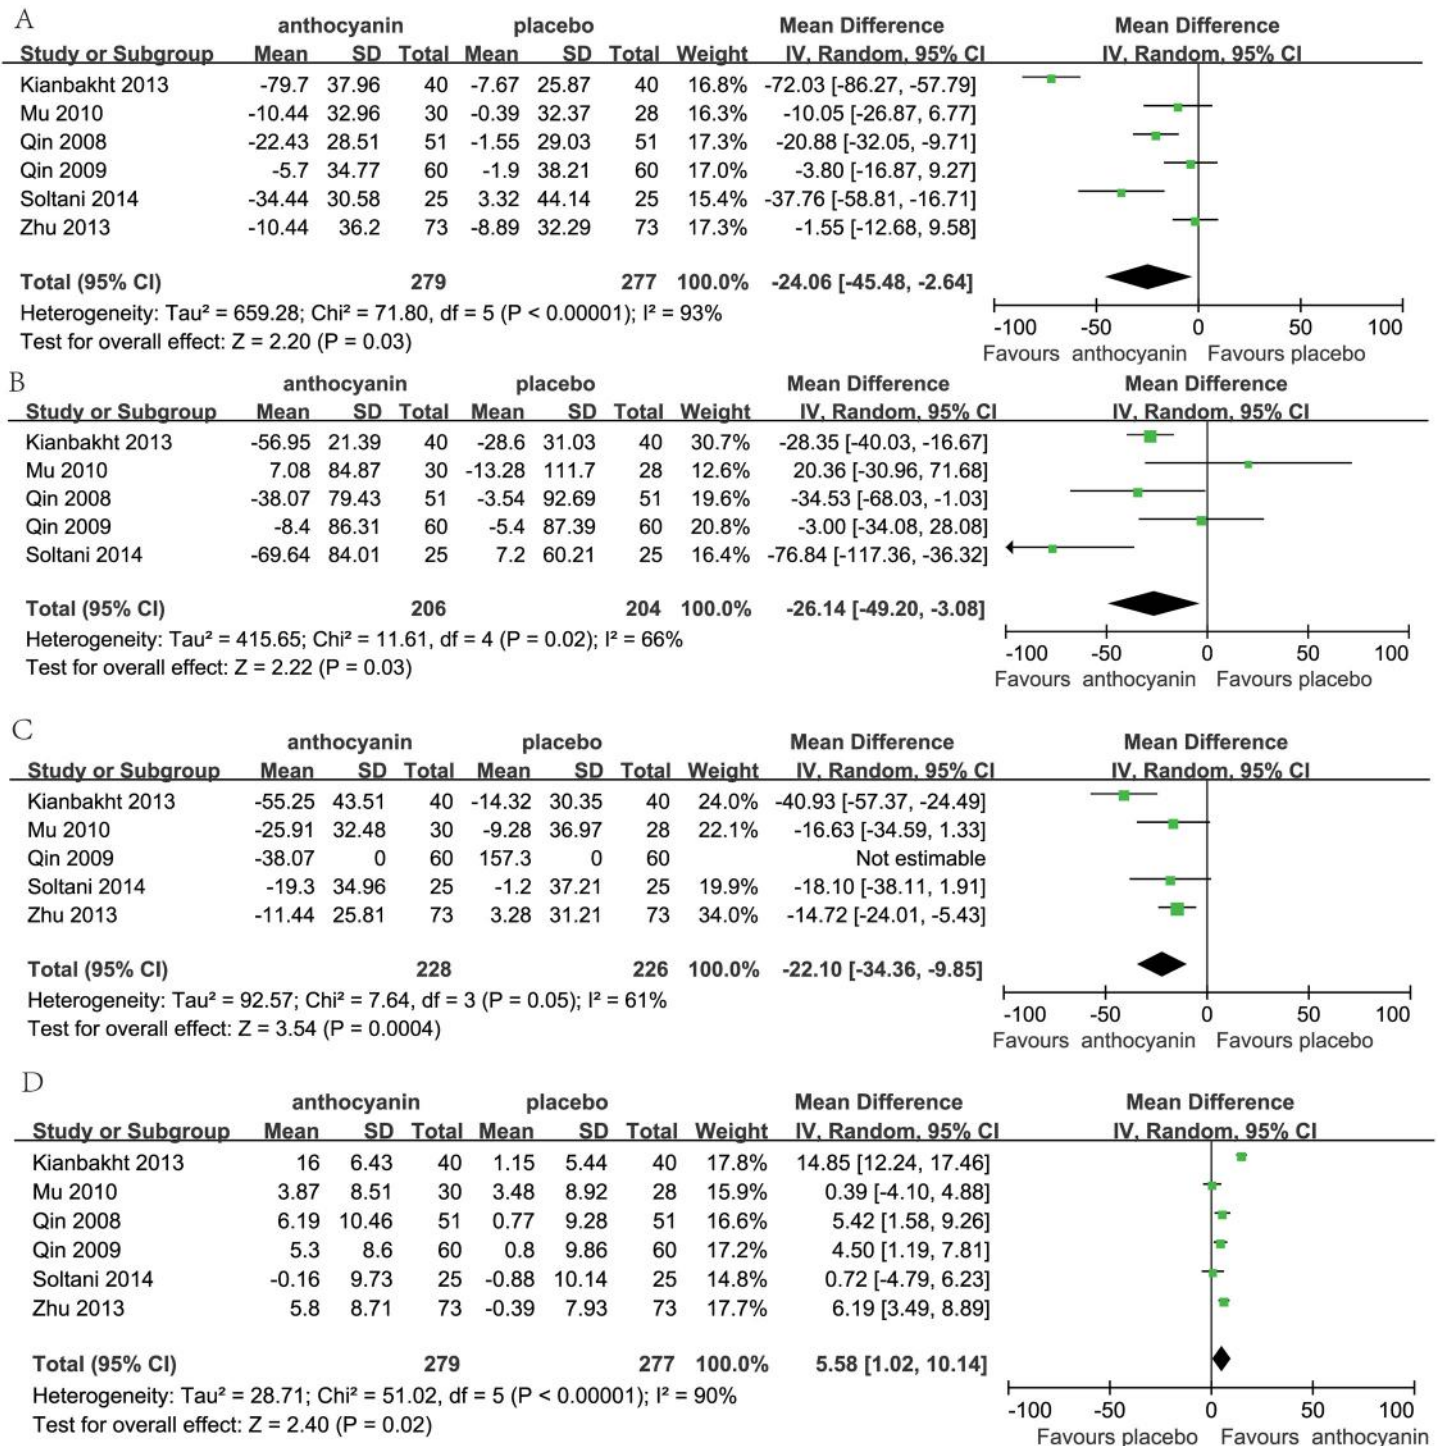 A
anthocyanin placebo Mean Difference Mean Difference
Study or Subgroup Mean SD Total Mean SD Total Weight IV, Random, 95% CI IV, Random, 95% CI
Kianbakht 2013 -79.7 37.96 40 -7.67 25.87 40 16.8% -72.03 [-86.27, -57.79]
Mu 2010 -10.44 32.96 30 -0.39 32.37 28 16.3% -10.05 [-26.87, 6.77]
Qin 2008 -22.43 28.51 51 -1.55 29.03 51 17.3% -20.88 [-32.05, -9.71]
Qin 2009 -5.7 34.77 60 -1.9 38.21 60 17.0% -3.80 [-16.87, 9.27]
Soltani 2014 -34.44 30.58 25 3.32 44.14 25 15.4% -37.76 [-58.81, -16.71]
Zhu 2013 -10.44 36.2 73 -8.89 32.29 73 17.3% -1.55 [-12.68, 9.58]
Total (95% CI) 279 277 100.0% -24.06 [-45.48, -2.64]
Heterogeneity: Tau² = 659.28; Chi² = 71.80, df = 5 (P < 0.00001); I² = 93%
Test for overall effect: Z = 2.20 (P = 0.03)
-100 -50 0 50 100
Favours anthocyanin Favours placebo
B
anthocyanin placebo Mean Difference Mean Difference
Study or Subgroup Mean SD Total Mean SD Total Weight IV, Random, 95% CI IV, Random, 95% CI
Kianbakht 2013 -56.95 21.39 40 -28.6 31.03 40 30.7% -28.35 [-40.03, -16.67]
Mu 2010 7.08 84.87 30 -13.28 111.7 28 12.6% 20.36 [-30.96, 71.68]
Qin 2008 -38.07 79.43 51 -3.54 92.69 51 19.6% -34.53 [-68.03, -1.03]
Qin 2009 -8.4 86.31 60 -5.4 87.39 60 20.8% -3.00 [-34.08, 28.08]
Soltani 2014 -69.64 84.01 25 7.2 60.21 25 16.4% -76.84 [-117.36, -36.32]
Total (95% CI) 206 204 100.0% -26.14 [-49.20, -3.08]
Heterogeneity: Tau² = 415.65; Chi² = 11.61, df = 4 (P = 0.02); I² = 66%
Test for overall effect: Z = 2.22 (P = 0.03)
-100 -50 0 50 100
Favours anthocyanin Favours placebo
C
anthocyanin placebo Mean Difference Mean Difference
Study or Subgroup Mean SD Total Mean SD Total Weight IV, Random, 95% CI IV, Random, 95% CI
Kianbakht 2013 -55.25 43.51 40 -14.32 30.35 40 24.0% -40.93 [-57.37, -24.49]
Mu 2010 -25.91 32.48 30 -9.28 36.97 28 22.1% -16.63 [-34.59, 1.33]
Qin 2009 -38.07 0 60 157.3 0 60 Not estimable
Soltani 2014 -19.3 34.96 25 -1.2 37.21 25 19.9% -18.10 [-38.11, 1.91]
Zhu 2013 -11.44 25.81 73 3.28 31.21 73 34.0% -14.72 [-24.01, -5.43]
Total (95% CI) 228 226 100.0% -22.10 [-34.36, -9.85]
Heterogeneity: Tau² = 92.57; Chi² = 7.64, df = 3 (P = 0.05); I² = 61%
Test for overall effect: Z = 3.54 (P = 0.0004)
-100 -50 0 50 100
Favours anthocyanin Favours placebo
D
anthocyanin placebo Mean Difference Mean Difference
Study or Subgroup Mean SD Total Mean SD Total Weight IV, Random, 95% CI IV, Random, 95% CI
Kianbakht 2013 16 6.43 40 1.15 5.44 40 17.8% 14.85 [12.24, 17.46]
Mu 2010 3.87 8.51 30 3.48 8.92 28 15.9% 0.39 [-4.10, 4.88]
Qin 2008 6.19 10.46 51 0.77 9.28 51 16.6% 5.42 [1.58, 9.26]
Qin 2009 5.3 8.6 60 0.8 9.86 60 17.2% 4.50 [1.19, 7.81]
Soltani 2014 -0.16 9.73 25 -0.88 10.14 25 14.8% 0.72 [-4.79, 6.23]
Zhu 2013 5.8 8.71 73 -0.39 7.93 73 17.7% 6.19 [3.49, 8.89]
Total (95% CI) 279 277 100.0% 5.58 [1.02, 10.14]
Heterogeneity: Tau² = 28.71; Chi² = 51.02, df = 5 (P < 0.00001); I² = 90%
Test for overall effect: Z = 2.40 (P = 0.02)
-100 -50 0 50 100
Favours placebo Favours anthocyanin